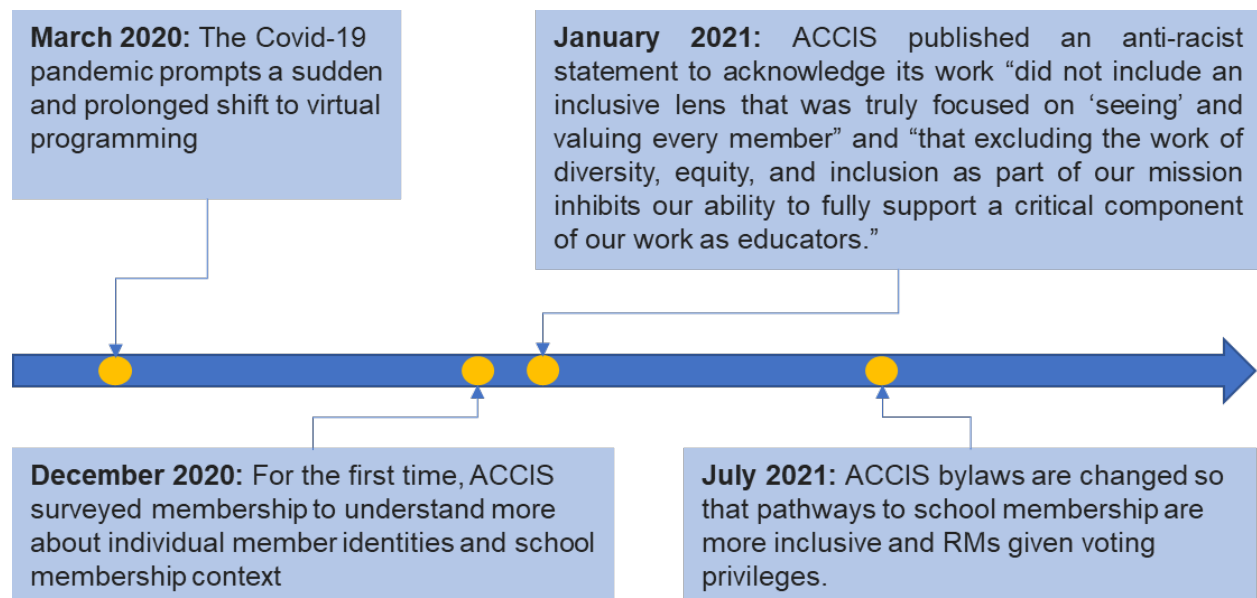 March 2020: The Covid-19
pandemic prompts a sudden
and prolonged shift to virtual
programming
January 2021: ACCIS published an anti-racist
statement to acknowledge its work “did not include an
inclusive lens that was truly focused on ‘seeing’ and
valuing every member” and “that excluding the work of
diversity, equity, and inclusion as part of our mission
inhibits our ability to fully support a critical component
of our work as educators.”
December 2020: For the first time, ACCIS
surveyed membership to understand more
about individual member identities and school
membership context
July 2021: ACCIS bylaws are changed so
that pathways to school membership are
more inclusive and RMs given voting
privileges.